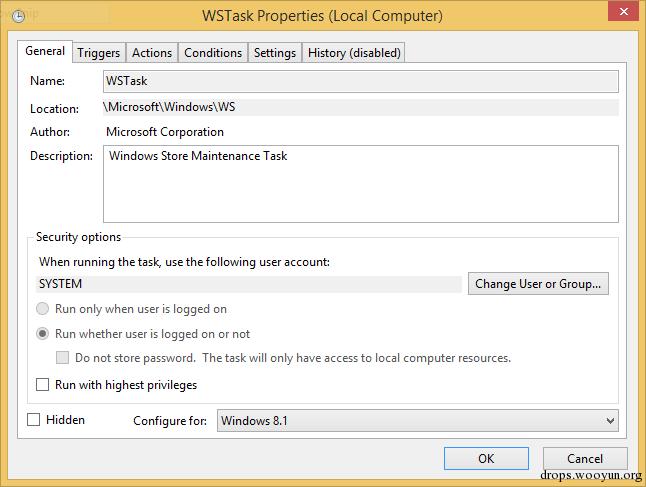 WSTask Properties (Local Computer)
General Triggers Actions Conditions Settings History (disabled)
Name: WSTask
Location: \Microsoft\Windows\WS
Author: Microsoft Corporation
Description: Windows Store Maintenance Task
Security options
When running the task, use the following user account:
SYSTEM Change User or Group...
Run only when user is logged on
Run whether user is logged on or not
Do not store password. The task will only have access to local computer resources.
Run with highest privileges
Hidden Configure for: Windows 8.1
OK Cancel
drops.wooyun.org